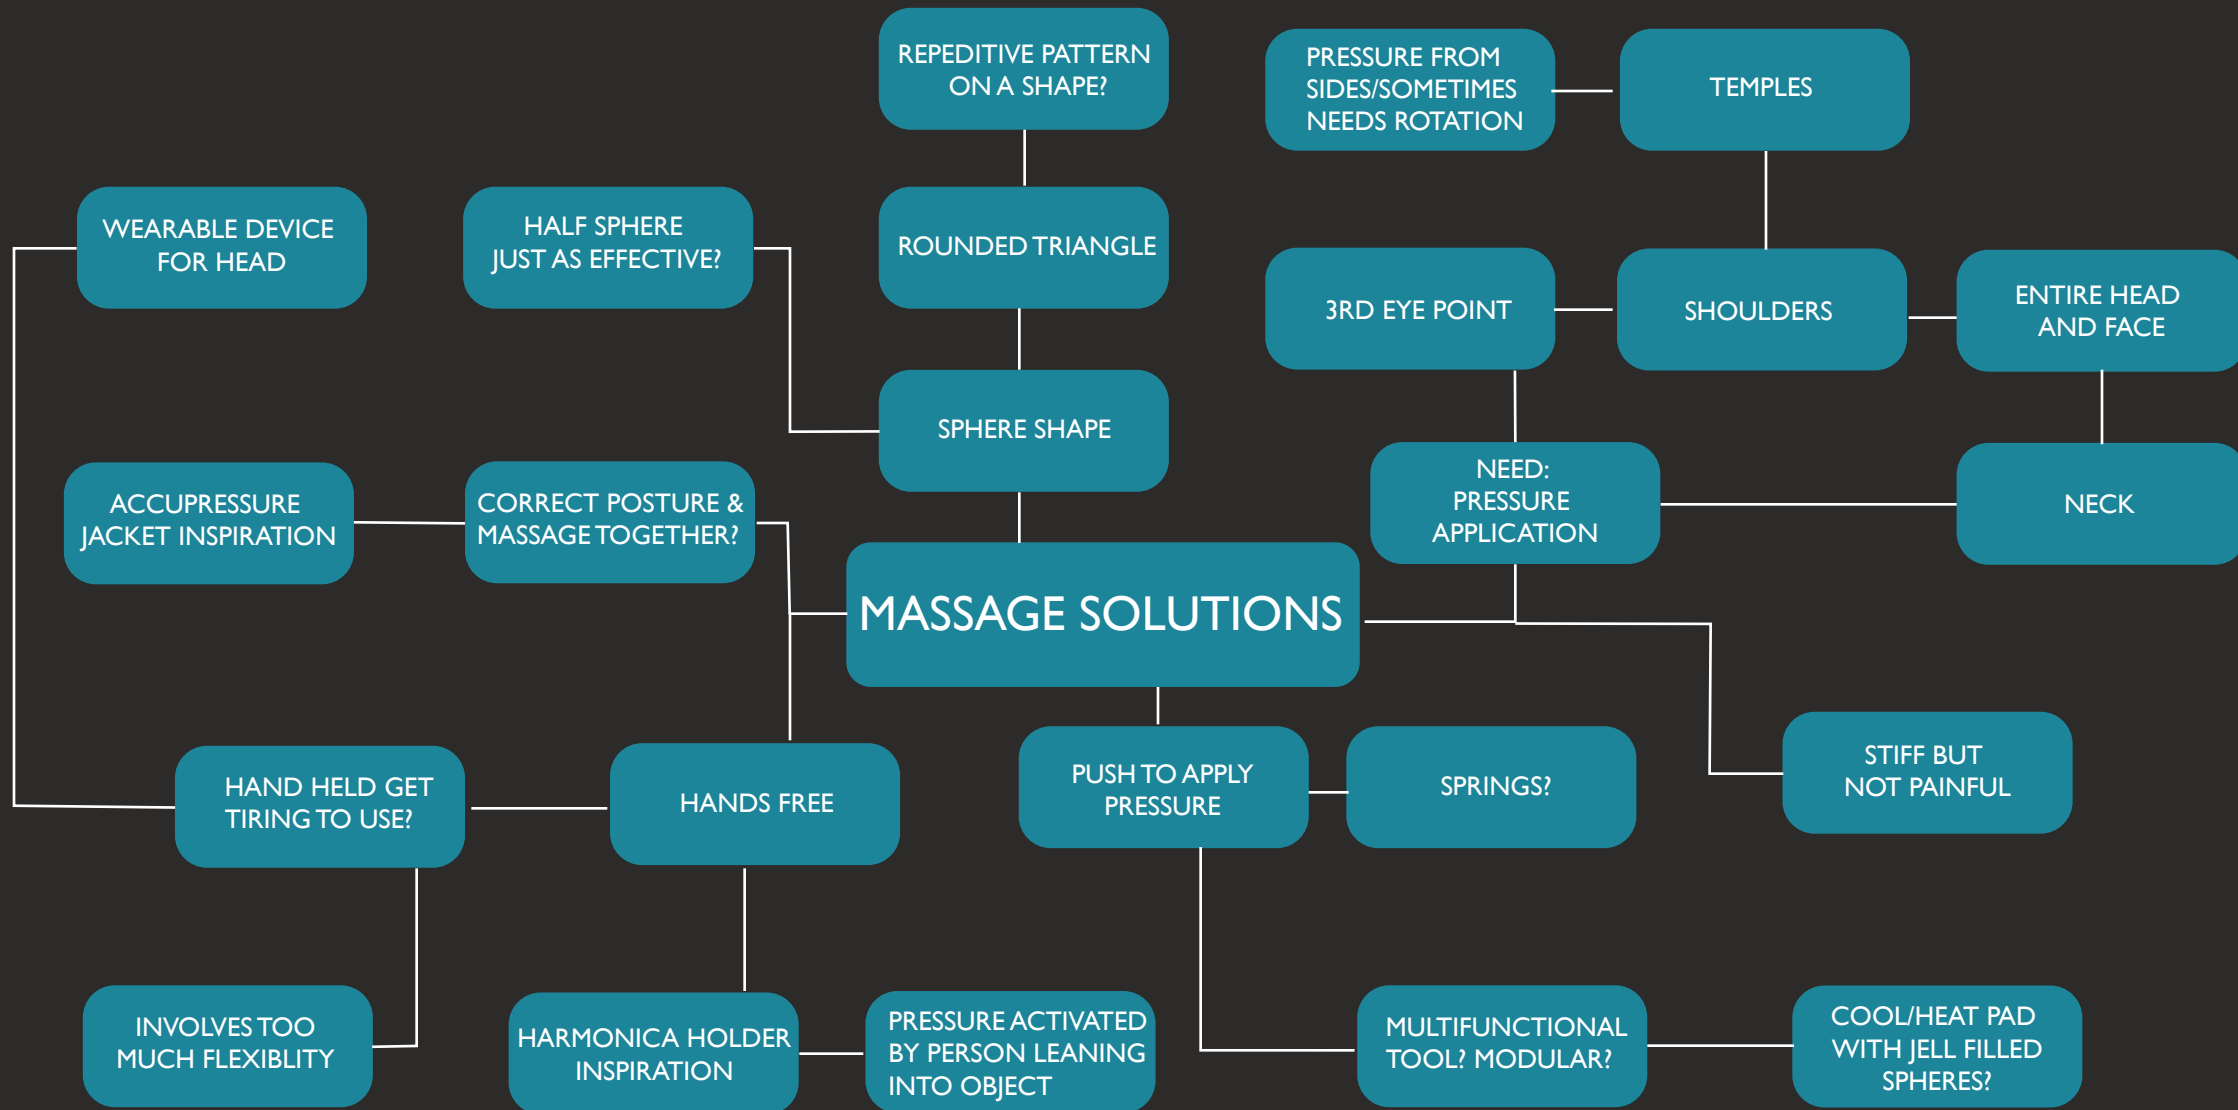 REPEDITIVE PATTERN
ON A SHAPE?
PRESSURE FROM
SIDES/SOMETIMES
NEEDS ROTATION
TEMPLES
WEARABLE DEVICE
FOR HEAD
HALF SPHERE
JUST AS EFFECTIVE?
ROUNDED TRIANGLE
3RD EYE POINT
SHOULDERS
ENTIRE HEAD
AND FACE
SPHERE SHAPE
ACCUPRESSURE
JACKET INSPIRATION
CORRECT POSTURE &
MASSAGE TOGETHER?
NEED:
PRESSURE
APPLICATION
NECK
MASSAGE SOLUTIONS
HAND HELD GET
TIRING TO USE?
HANDS FREE
PUSH TO APPLY
PRESSURE
SPRINGS?
STIFF BUT
NOT PAINFUL
INVOLVES TOO
MUCH FLEXIBLITY
HARMONICA HOLDER
INSPIRATION
PRESSURE ACTIVATED
BY PERSON LEANING
INTO OBJECT
MULTIFUNCTIONAL
TOOL? MODULAR?
COOL/HEAT PAD
WITH JELL FILLED
SPHERES?